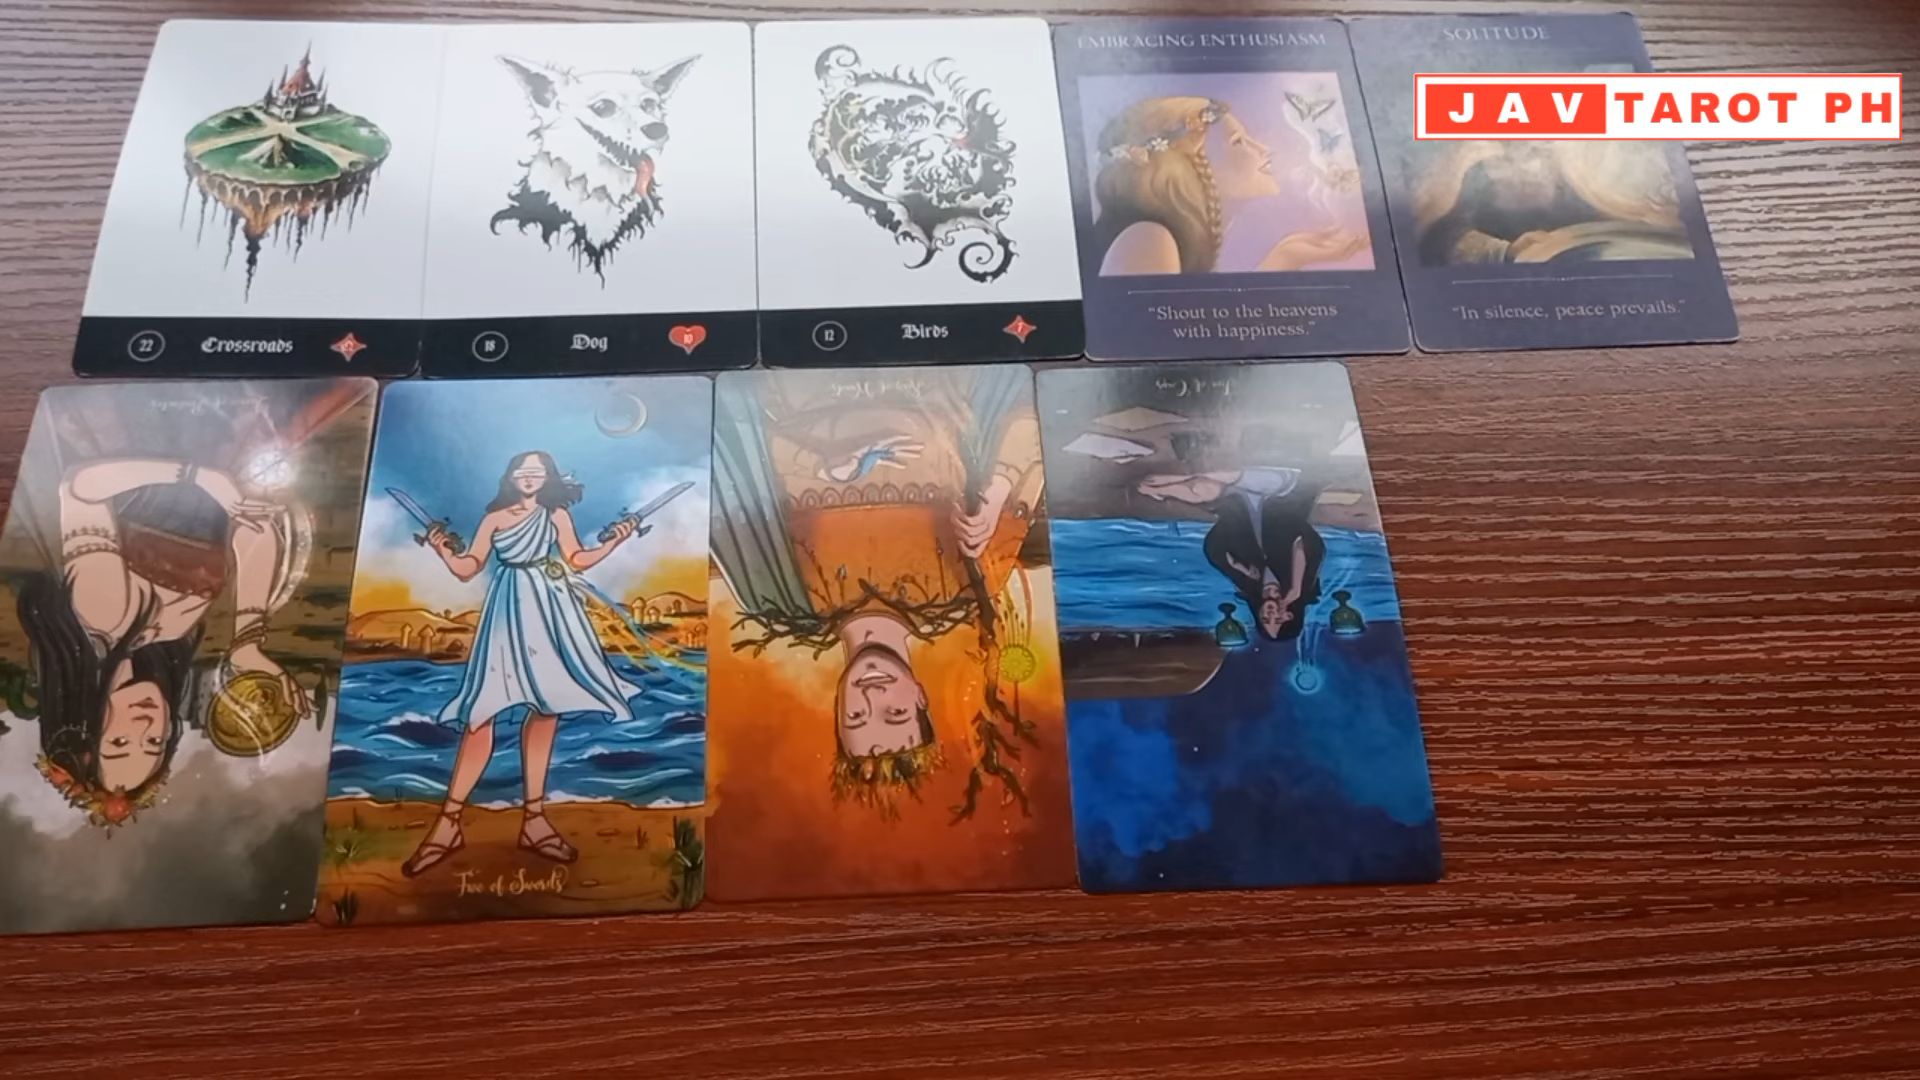 EMBRACING ENTHUSIASM
SOLITUDE
JAV TAROT PH
"Shout to the heavens
with happiness."
"In silence, peace prevails."
22 Crossroads
18 Dog 10
12 Birds 7
Two of Swords